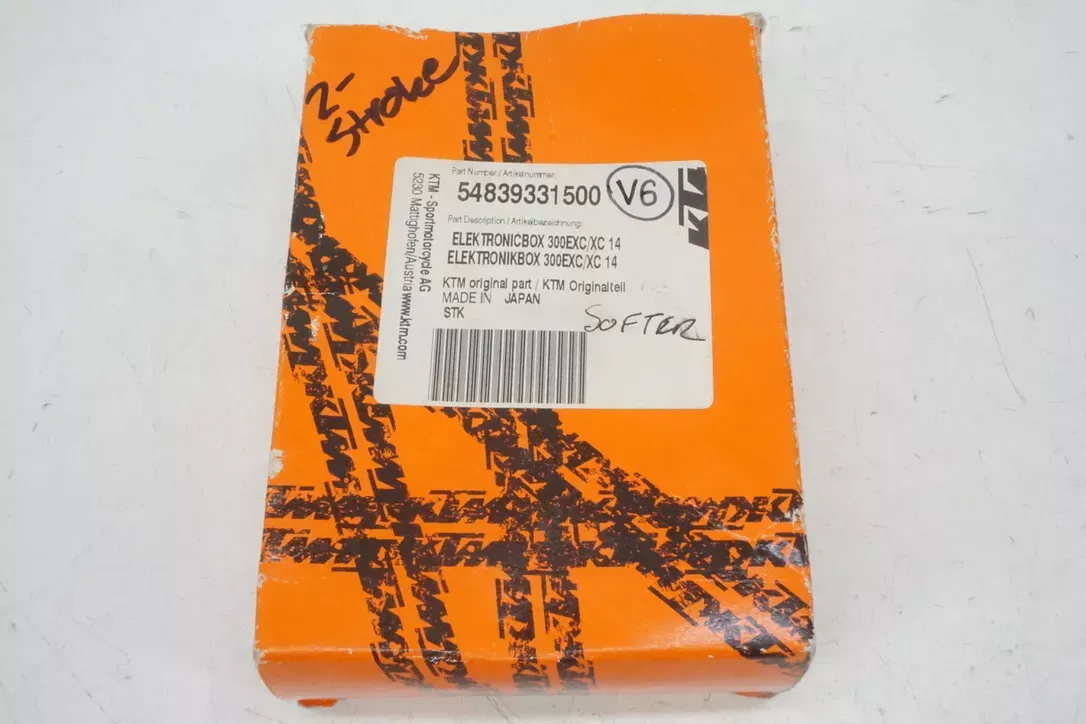 2-
Stroke
KTM - Sportmotorcycle AG
5230 Mattighofen/Austria www.ktm.com
Part Number / Artikelnummer:
54839331500
V6
KTM
Part Description / Artikelbezeichnung:
ELEKTRONICBOX 300EXC/XC 14
ELEKTRONIKBOX 300EXC/XC 14
KTM original part / KTM Originalteil
MADE IN JAPAN
STK
SOFTER